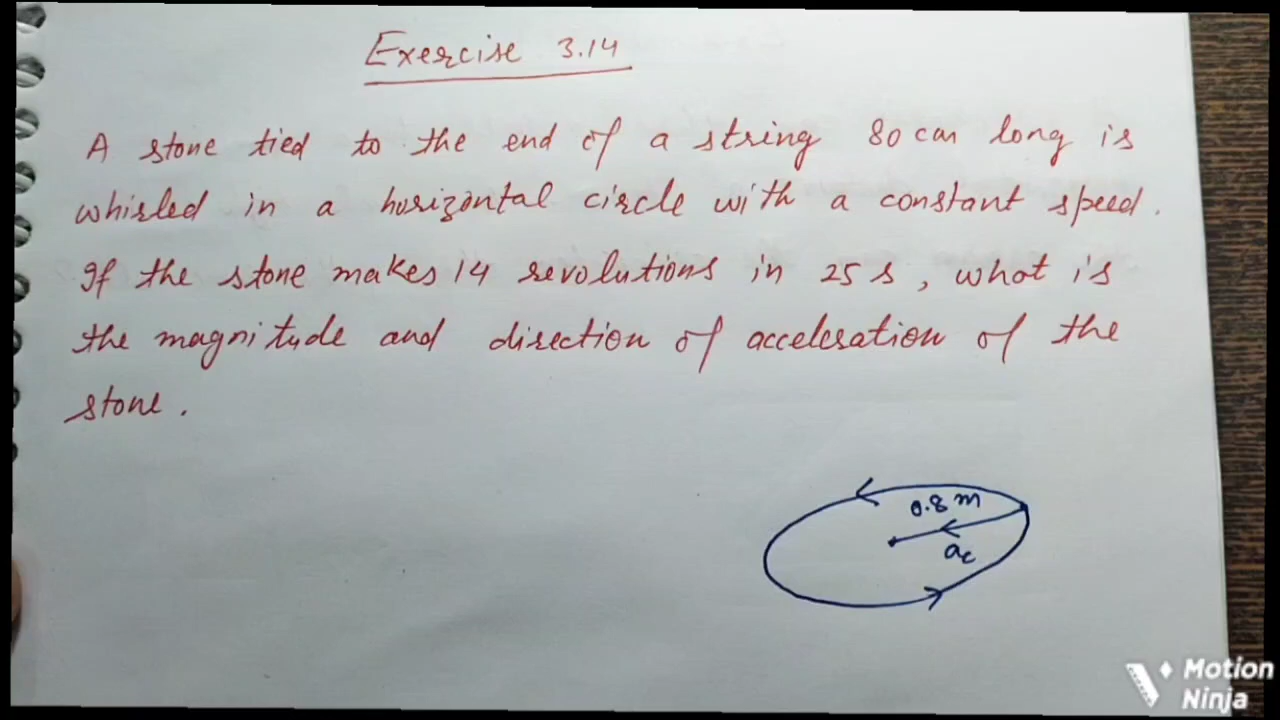 Exercise 3.14
A stone tied to the end of a string 80 cm long is
whirled in a horizontal circle with a constant speed.
If the stone makes 14 revolutions in 25 s, what is
the magnitude and direction of acceleration of the
stone.
0.8 m
ac
Motion
Ninja